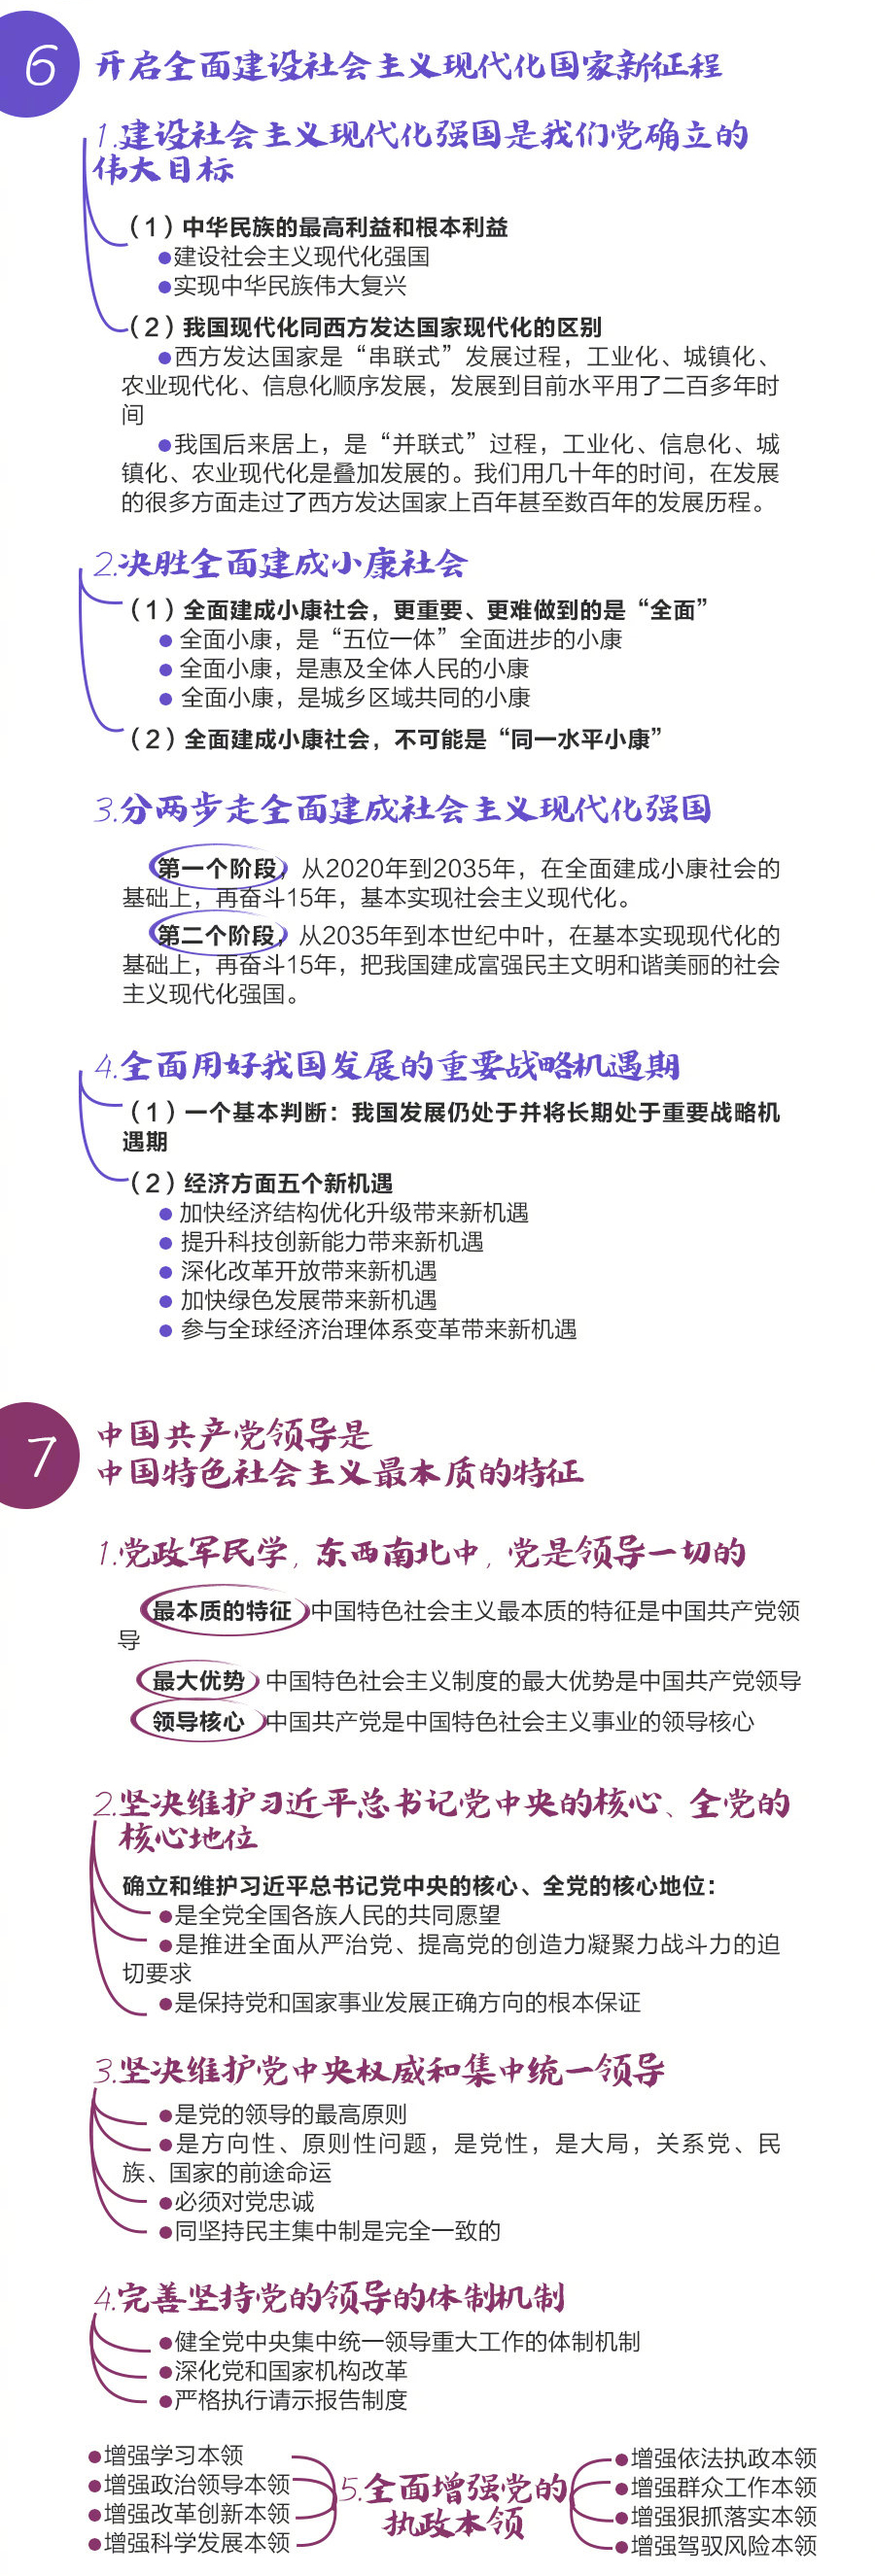 6
开启全面建设社会主义现代化国家新征程
1.建设社会主义现代化强国是我们党确立的
伟大目标
（1）中华民族的最高利益和根本利益
●建设社会主义现代化强国
●实现中华民族伟大复兴
（2）我国现代化同西方发达国家现代化的区别
●西方发达国家是“串联式”发展过程，工业化、城镇化、
农业现代化、信息化顺序发展，发展到目前水平用了二百多年时
间
●我国后来居上，是“并联式”过程，工业化、信息化、城
镇化、农业现代化是叠加发展的。我们用几十年的时间，在发展
的很多方面走过了西方发达国家上百年甚至数百年的发展历程。
2.决胜全面建成小康社会
（1）全面建成小康社会，更重要、更难做到的是“全面”
● 全面小康，是“五位一体”全面进步的小康
● 全面小康，是惠及全体人民的小康
● 全面小康，是城乡区域共同的小康
（2）全面建成小康社会，不可能是“同一水平小康”
3.分两步走全面建成社会主义现代化强国
第一个阶段，从2020年到2035年，在全面建成小康社会的
基础上，再奋斗15年，基本实现社会主义现代化。
第二个阶段，从2035年到本世纪中叶，在基本实现现代化的
基础上，再奋斗15年，把我国建成富强民主文明和谐美丽的社会
主义现代化强国。
4.全面用好我国发展的重要战略机遇期
（1）一个基本判断：我国发展仍处于并将长期处于重要战略机
遇期
（2）经济方面五个新机遇
● 加快经济结构优化升级带来新机遇
● 提升科技创新能力带来新机遇
● 深化改革开放带来新机遇
● 加快绿色发展带来新机遇
● 参与全球经济治理体系变革带来新机遇
7
中国共产党领导是
中国特色社会主义最本质的特征
1.党政军民学，东西南北中，党是领导一切的
最本质的特征 中国特色社会主义最本质的特征是中国共产党领
导
最大优势 中国特色社会主义制度的最大优势是中国共产党领导
领导核心 中国共产党是中国特色社会主义事业的领导核心
2.坚决维护习近平总书记党中央的核心、全党的
核心地位
确立和维护习近平总书记党中央的核心、全党的核心地位：
●是全党全国各族人民的共同愿望
●是推进全面从严治党、提高党的创造力凝聚力战斗力的迫
切要求
●是保持党和国家事业发展正确方向的根本保证
3.坚决维护党中央权威和集中统一领导
●是党的领导的最高原则
●是方向性、原则性问题，是党性，是大局，关系党、民
族、国家的前途命运
●必须对党忠诚
●同坚持民主集中制是完全一致的
4.完善坚持党的领导的体制机制
●健全党中央集中统一领导重大工作的体制机制
●深化党和国家机构改革
●严格执行请示报告制度
5.全面增强党的
执政本领
●增强学习本领
●增强政治领导本领
●增强改革创新本领
●增强科学发展本领
●增强依法执政本领
●增强群众工作本领
●增强狠抓落实本领
●增强驾驭风险本领